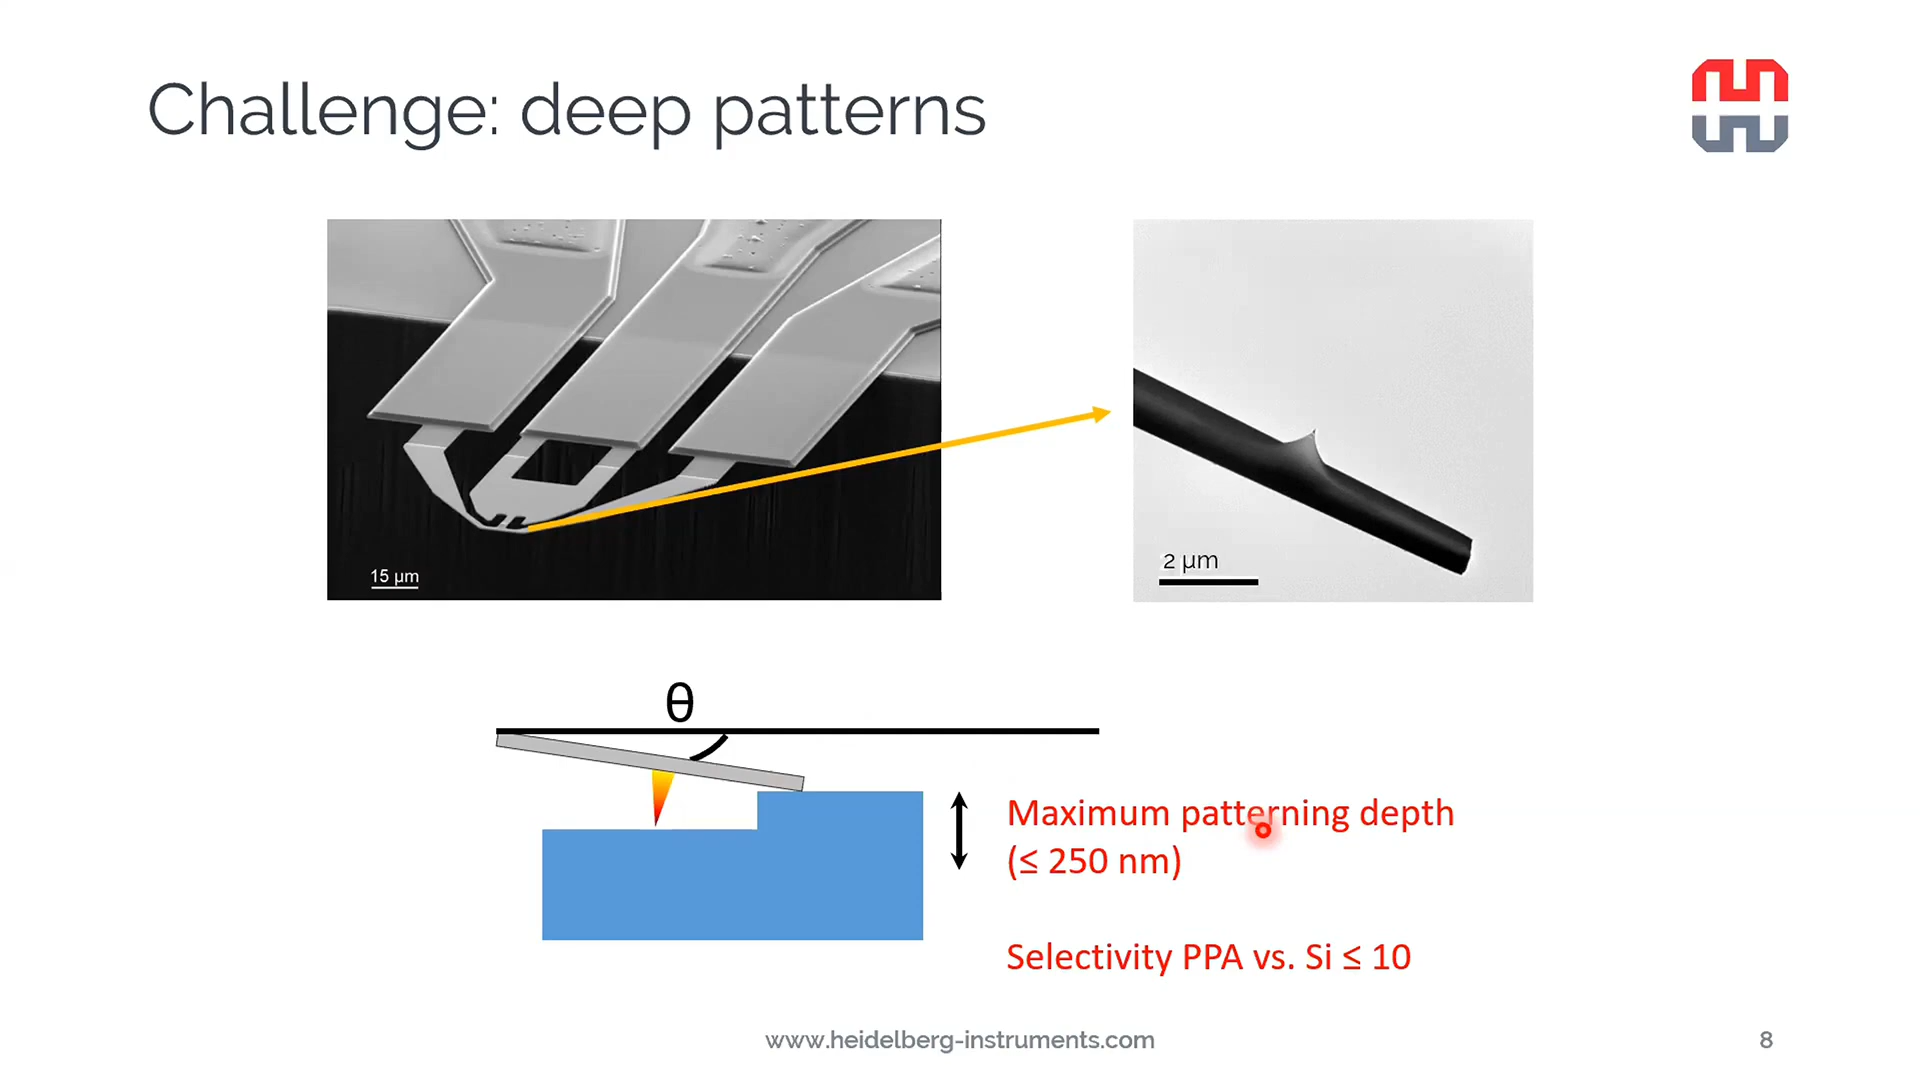 Challenge: deep patterns
15 µm
2 µm
θ
Maximum patterning depth
(≤ 250 nm)
Selectivity PPA vs. Si ≤ 10
www.heidelberg-instruments.com
8